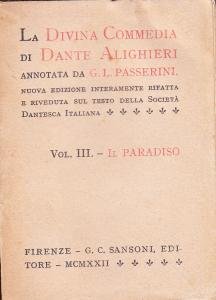 LA DIVINA COMMEDIA
DI DANTE ALIGHIERI
ANNOTATA DA G. L. PASSERINI.
NUOVA EDIZIONE INTERAMENTE RIFATTA
E RIVEDUTA SUL TESTO DELLA SOCIETÀ
DANTESCA ITALIANA
VOL. III. – IL PARADISO
FIRENZE – G. C. SANSONI, EDI-
TORE – MCMXXII